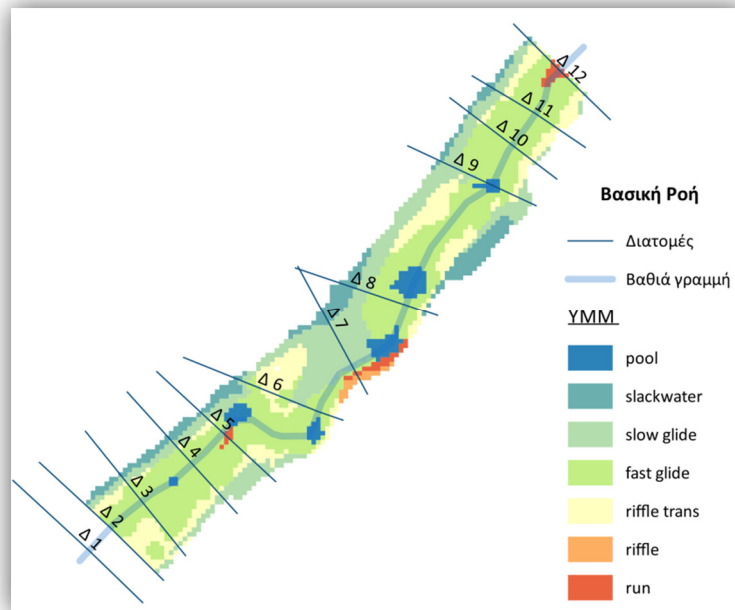 Δ 12
Δ 11
Δ 10
Δ 9
Δ 8
Δ 7
Δ 6
Δ 5
Δ 4
Δ 3
Δ 2
Δ 1
Βασική Ροή
Διατομές
Βαθιά γραμμή
ΥΜΜ
pool
slackwater
slow glide
fast glide
riffle trans
riffle
run